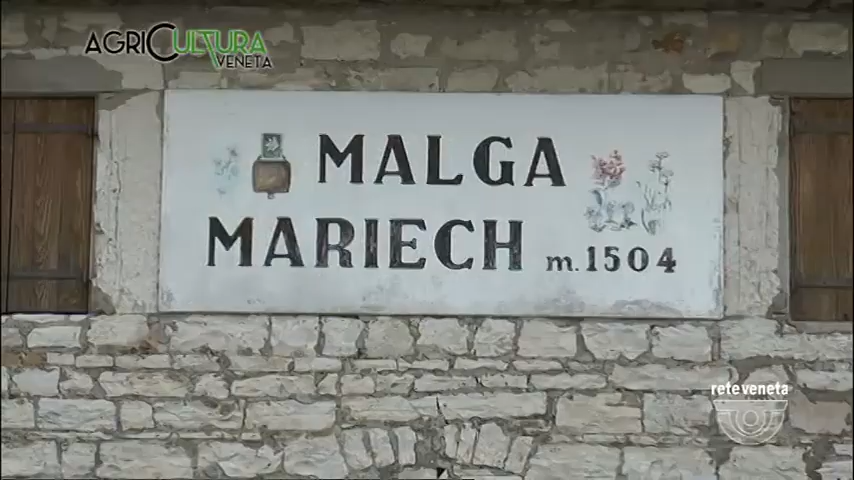 AGRICULTURA
VENETA
MALGA
MARIECH m.1504
reteveneta